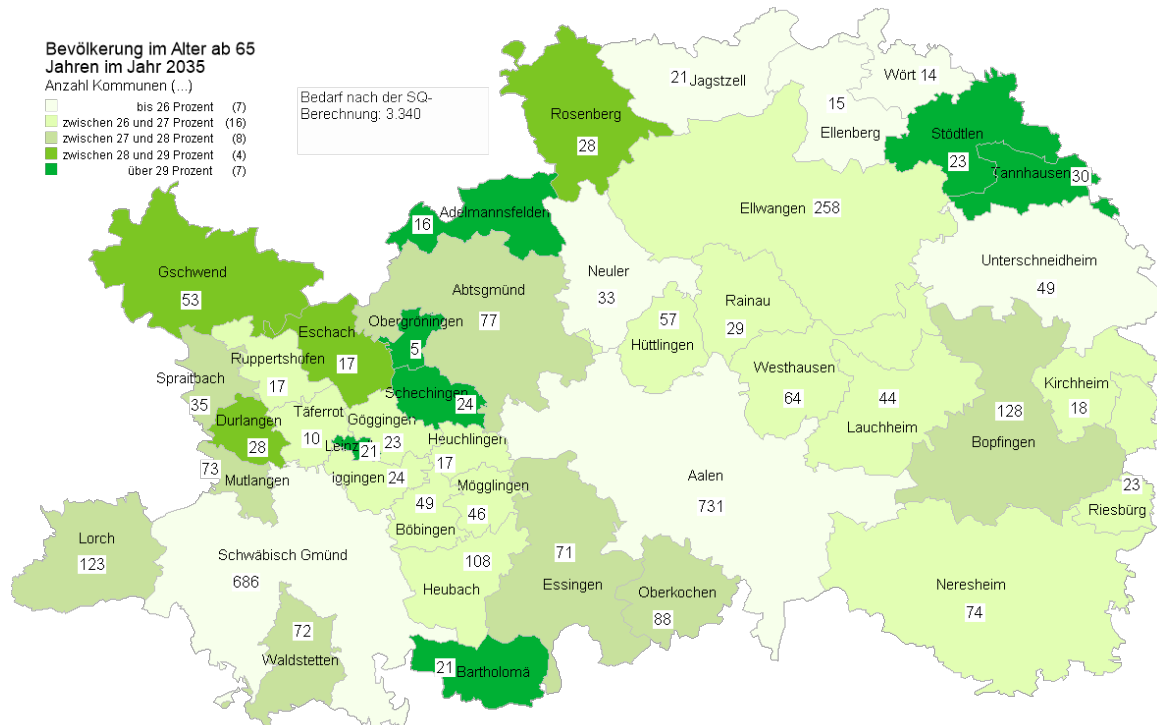 Bevölkerung im Alter ab 65
Jahren im Jahr 2035
Anzahl Kommunen (...)
bis 26 Prozent (7)
zwischen 26 und 27 Prozent (16)
zwischen 27 und 28 Prozent (8)
zwischen 28 und 29 Prozent (4)
über 29 Prozent (7)
Bedarf nach der SQ-
Berechnung: 3.340
21 Jagstzell
Wört 14
15
Ellenberg
Rosenberg
28
Stödtlen
23
Tannhausen 30
Adelmannsfelden
16
Ellwangen 258
Unterschneidheim
49
Gschwend
53
Neuler
33
Abtsgmünd
77
Rainau
29
57
Hüttlingen
Obergröningen
5
Eschach
17
Ruppertshofen
17
Spraitbach
35
Westhausen
64
44
Lauchheim
Kirchheim
18
128
Bopfingen
Schechingen
24
Durlangen
28
Täferrot
10
Göggingen
23
Leinz
21
Heuchlingen
17
73
Mutlangen
iggingen
24
Mögglingen
46
49
Böbingen
Aalen
731
23
Riesbürg
Lorch
123
Schwäbisch Gmünd
686
108
Heubach
71
Essingen
Oberkochen
88
Neresheim
74
72
Waldstetten
21
Bartholomä